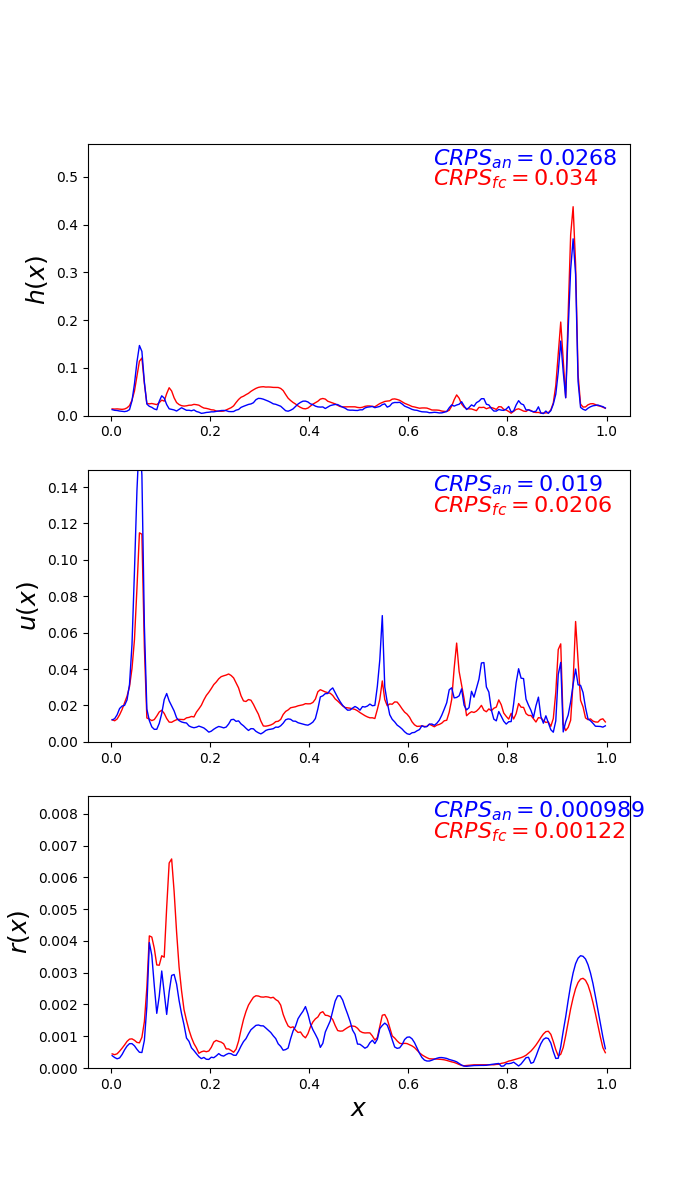 CRPS_an = 0.0268
CRPS_fc = 0.034
0.5
0.4
0.3
0.2
0.1
0.0
h(x)
0.0 0.2 0.4 0.6 0.8 1.0
CRPS_an = 0.019
CRPS_fc = 0.0206
0.14
0.12
0.10
0.08
0.06
0.04
0.02
0.00
u(x)
0.0 0.2 0.4 0.6 0.8 1.0
CRPS_an = 0.000989
CRPS_fc = 0.00122
0.008
0.007
0.006
0.005
0.004
0.003
0.002
0.001
0.000
r(x)
0.0 0.2 0.4 0.6 0.8 1.0
x